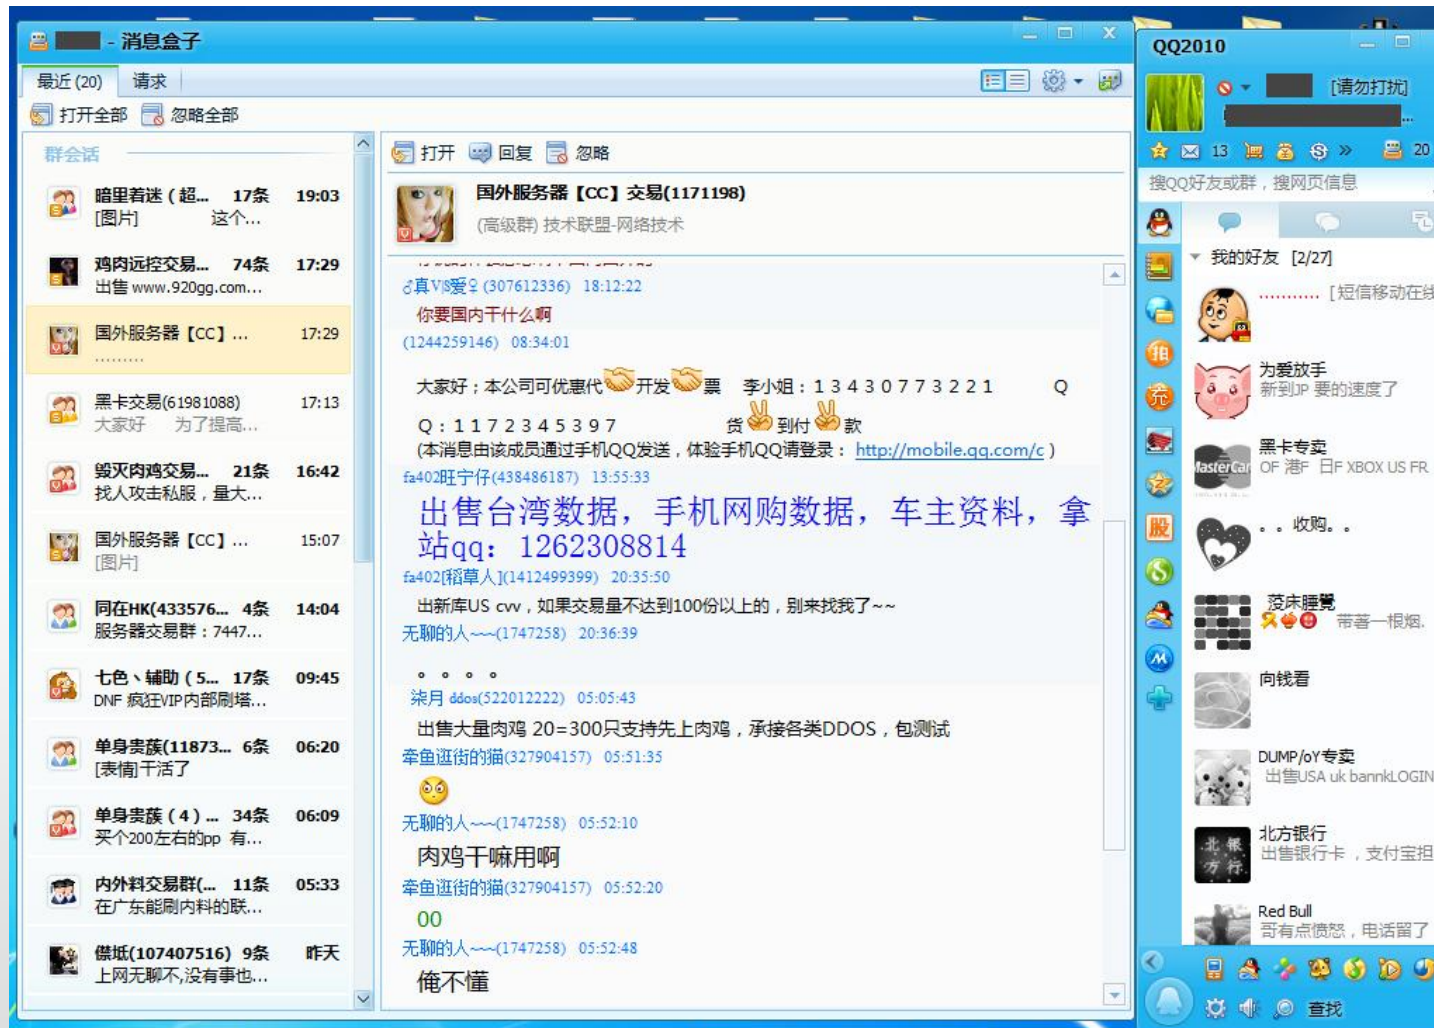 - 消息盒子
最近 (20) 请求
打开全部 忽略全部
群会话
暗里着迷 ( 超... 17条 19:03
[图片] 这个...
鸡肉远控交易... 74条 17:29
出售 www.920gg.com...
国外服务器【CC】... 17:29
.........
黑卡交易(61981088) 17:13
大家好 为了提高...
毁灭肉鸡交易... 21条 16:42
找人攻击私服，量大...
国外服务器【CC】... 15:07
[图片]
同在HK(433576... 4条 14:04
服务器交易群：7447...
七色丶辅助 ( 5... 17条 09:45
DNF 疯狂VIP内部刷塔...
单身贵蔟(11873... 6条 06:20
[表情]干活了
单身贵蔟 ( 4 ) ... 34条 06:09
买个200左右的pp 有...
内外料交易群(... 11条 05:33
在广东能刷内料的联...
傑坻(107407516) 9条 昨天
上网无聊不,没有事也...
打开 回复 忽略
国外服务器【CC】交易(1171198)
(高级群) 技术联盟-网络技术
♂真V|8爱♀(307612336) 18:12:22
你要国内干什么啊
(1244259146) 08:34:01
大家好；本公司可优惠代开发票 李小姐：13430773221 Q
Q：1172345397 货到付款
(本消息由该成员通过手机QQ发送，体验手机QQ请登录： http://mobile.qq.com/c )
fa402旺宁仔(438486187) 13:55:33
出售台湾数据，手机网购数据，车主资料，拿
站qq：1262308814
fa402[稻草人](1412499399) 20:35:50
出新库US cvv，如果交易量不达到100份以上的，别来找我了~~
无聊的人~~~(1747258) 20:36:39
。。。。
柒月 ddos(522012222) 05:05:43
出售大量肉鸡 20=300只支持先上肉鸡，承接各类DDOS，包测试
牵鱼逛街的猫(327904157) 05:51:35
无聊的人~~~(1747258) 05:52:10
肉鸡干嘛用啊
牵鱼逛街的猫(327904157) 05:52:20
00
无聊的人~~~(1747258) 05:52:48
俺不懂
QQ2010
[请勿打扰]
...
13 20
搜QQ好友或群，搜网页信息
我的好友 [2/27]
........... [ 短信移动在线
为爱放手
新到JP 要的速度了
MasterCar
黑卡专卖
OF 港F 日F XBOX US FR
。。收购。。
带著一根烟.
向钱看
DUMP/oY专卖
出售USA uk bannkLOGIN
北方银行
北方银行
出售银行卡，支付宝担
Red Bull
哥有点愤怒，电话留了
拍
充
股
查找